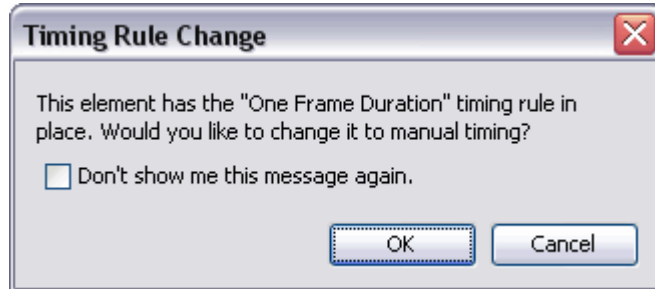 Timing Rule Change
This element has the "One Frame Duration" timing rule in
place. Would you like to change it to manual timing?
Don't show me this message again.
OK Cancel